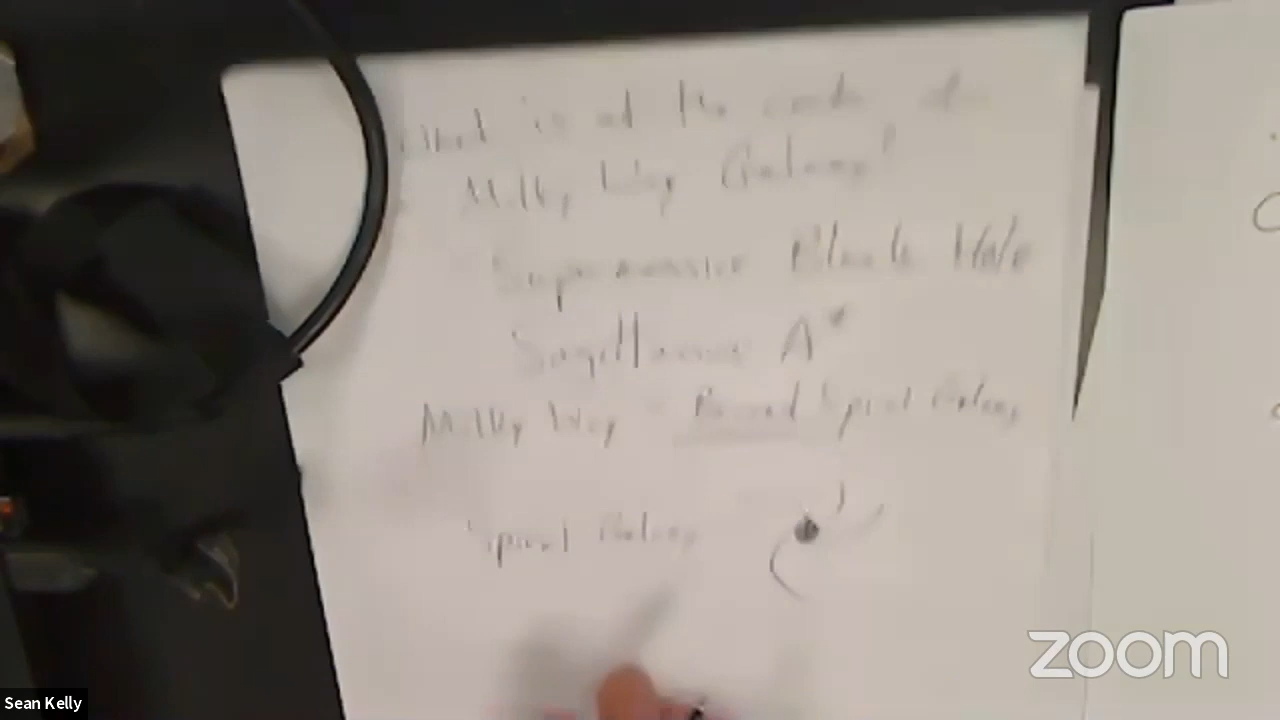 What is at the center of
Milky Way Galaxy?
Supermassive Black Hole
Sagittarius A*
Milky Way - Barred Spiral Galaxy
Spiral Galaxy
zoom
Sean Kelly